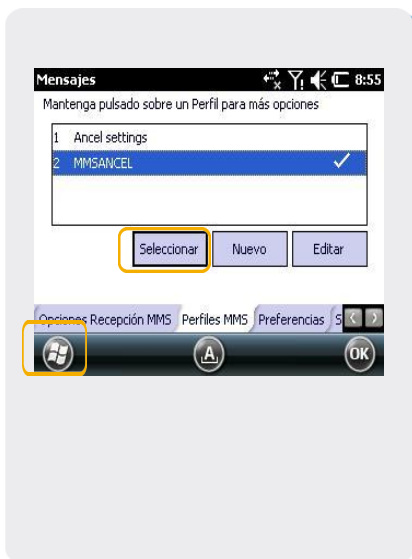 Mensajes 8:55
Mantenga pulsado sobre un Perfil para más opciones
1 Ancel settings
2 MMSANCEL
Seleccionar Nuevo Editar
Opciones Recepción MMS Perfiles MMS Preferencias S
A OK